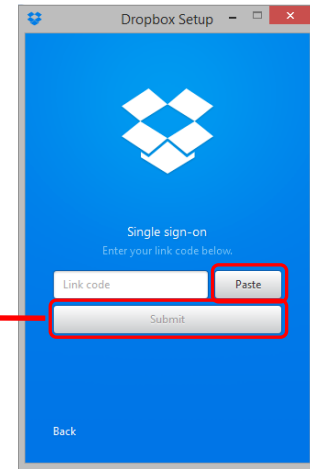 Dropbox Setup
Single sign-on
Enter your link code below.
Link code
Paste
Submit
Back